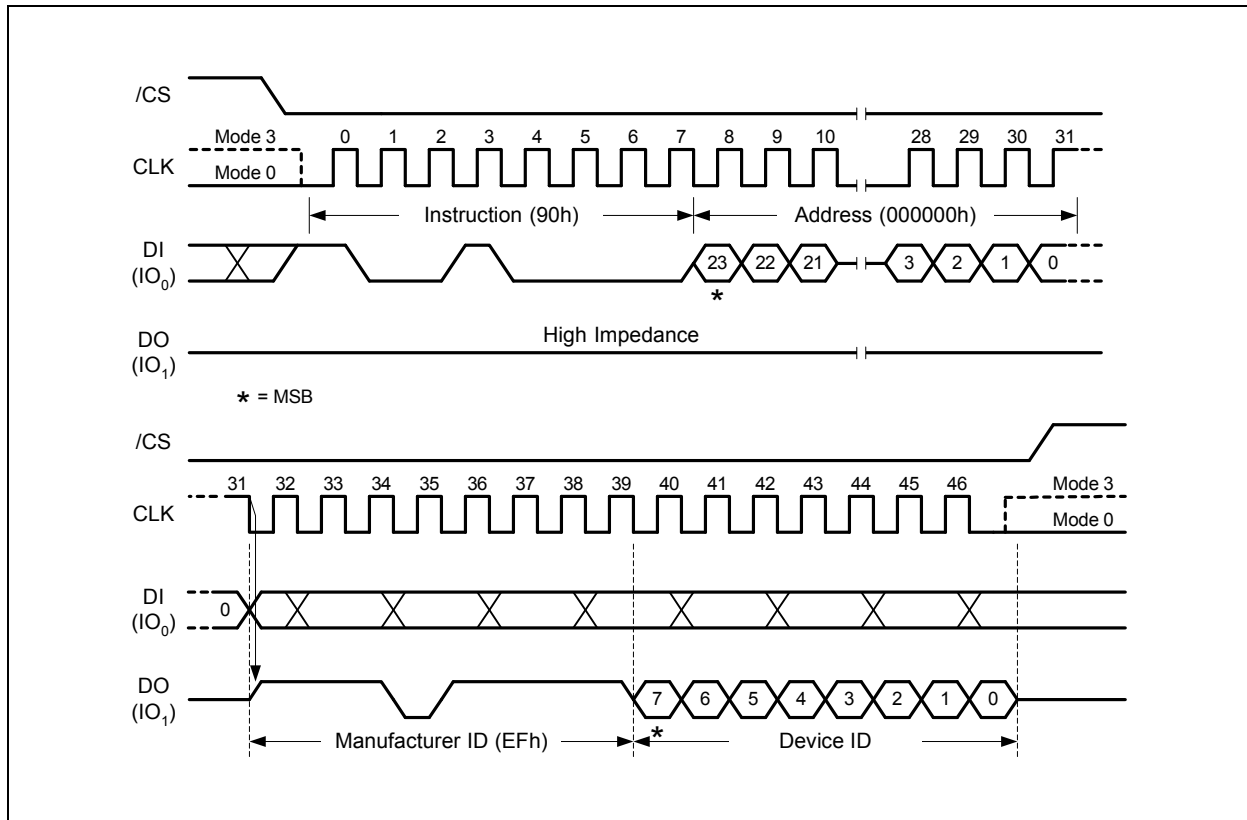 /CS
Mode 3
0 1 2 3 4 5 6 7 8 9 10 28 29 30 31
CLK
Mode 0
Instruction (90h)
Address (000000h)
DI
(IO0)
23 22 21 3 2 1 0
*
High Impedance
DO
(IO1)
* = MSB
/CS
31 32 33 34 35 36 37 38 39 40 41 42 43 44 45 46
Mode 3
CLK
Mode 0
DI
(IO0)
0
DO
(IO1)
7 6 5 4 3 2 1 0
*
Manufacturer ID (EFh)
Device ID